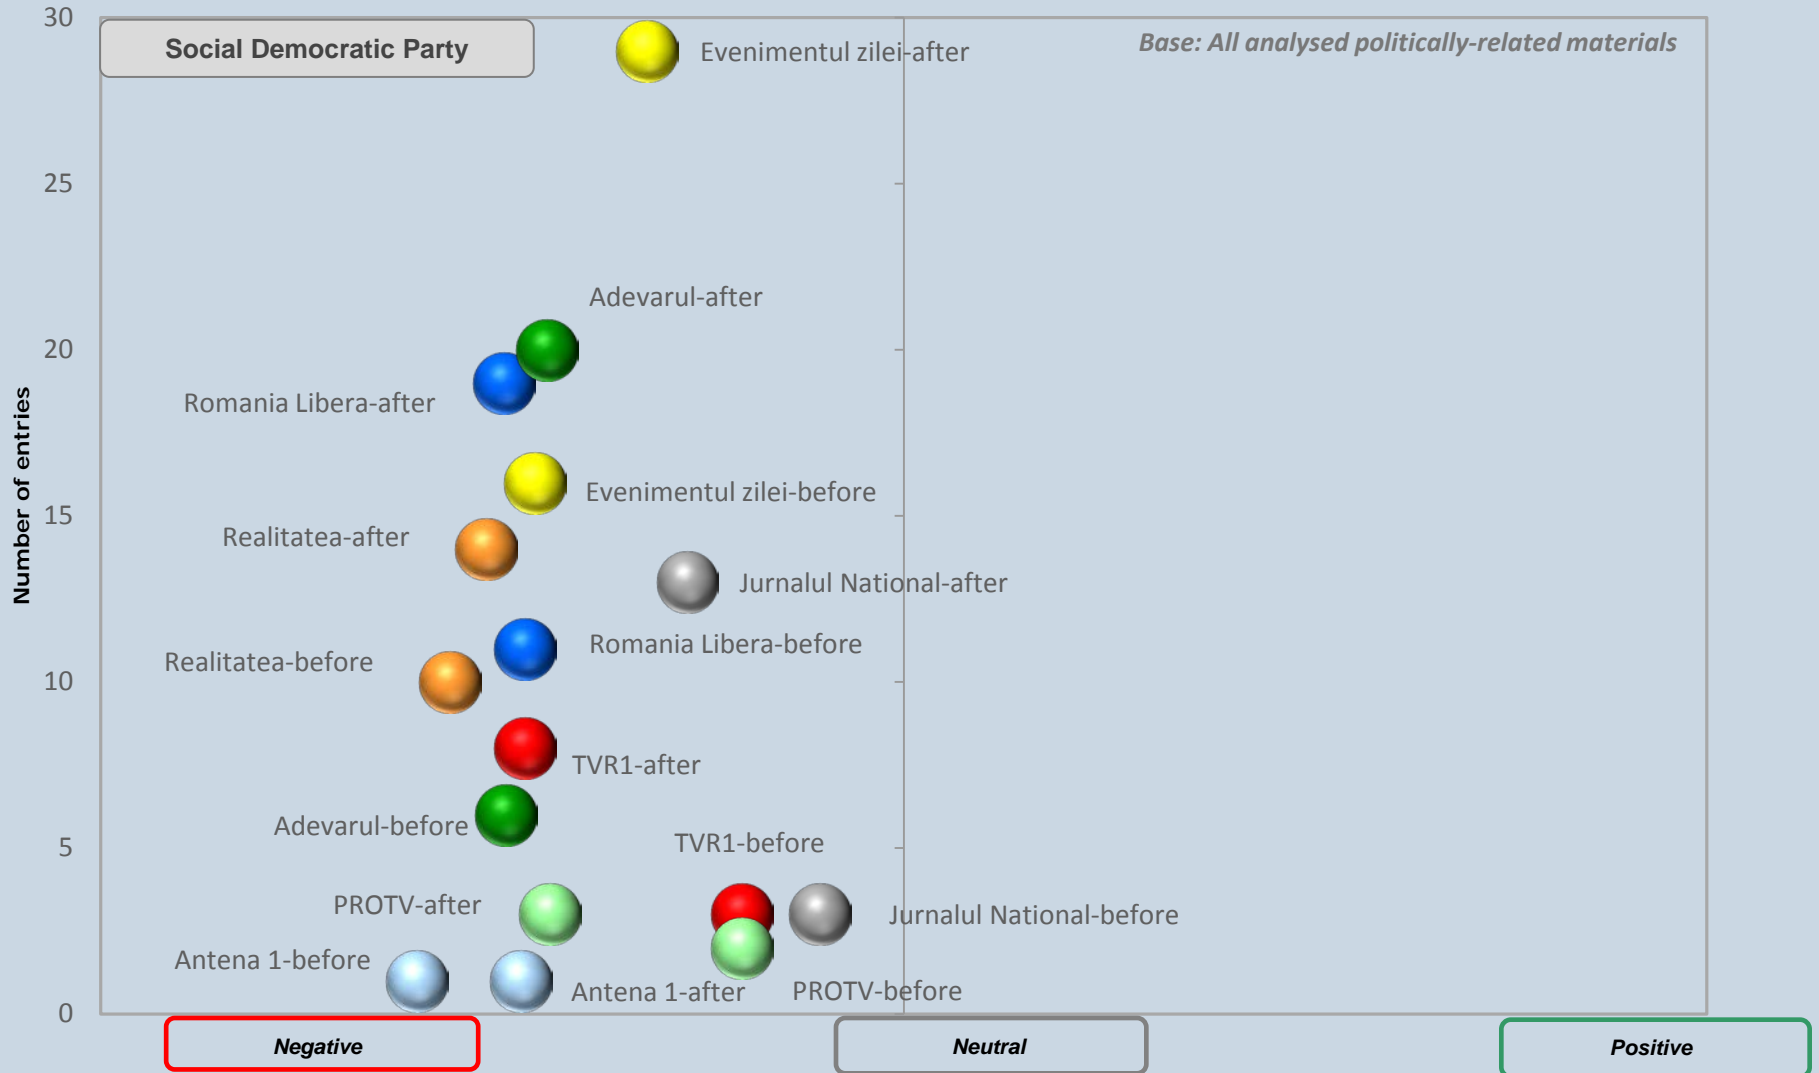 30
Social Democratic Party
Evenimentul zilei-after
Base: All analysed politically-related materials
25
Adevarul-after
20
Romania Libera-after
Number of entries
Evenimentul zilei-before
15
Realitatea-after
Jurnalul National-after
Romania Libera-before
Realitatea-before
10
TVR1-after
Adevarul-before
TVR1-before
5
PROTV-after
Jurnalul National-before
Antena 1-before
Antena 1-after
PROTV-before
0
Negative
Neutral
Positive